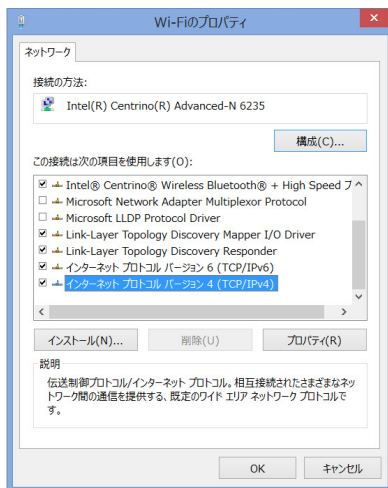 Wi-Fiのプロパティ
ネットワーク
接続の方法:
Intel(R) Centrino(R) Advanced-N 6235
構成(C)...
この接続は次の項目を使用します(O):
Intel® Centrino® Wireless Bluetooth® + High Speed ア
Microsoft Network Adapter Multiplexor Protocol
Microsoft LLDP Protocol Driver
Link-Layer Topology Discovery Mapper I/O Driver
Link-Layer Topology Discovery Responder
インターネット プロトコル バージョン 6 (TCP/IPv6)
インターネット プロトコル バージョン 4 (TCP/IPv4)
インストール(N)...
削除(U)
プロパティ(R)
説明
伝送制御プロトコル/インターネット プロトコル。相互接続されたさまざまなネッ
トワーク間の通信を提供する、既定のワイド エリア ネットワーク プロトコルで
す。
OK
キャンセル